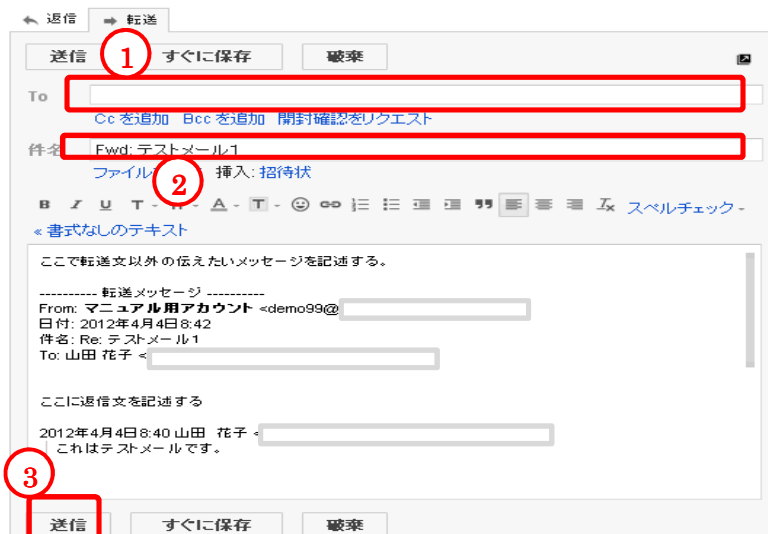 返信 転送
送信 1 すぐに保存 破棄
To
Ccを追加 Bccを追加 開封確認をリクエスト
件名 Fwd: テストメール1
ファイル 2 挿入: 招待状
B I U T A T スペルチェック
« 書式なしのテキスト
ここで転送文以外の伝えたいメッセージを記述する。
---------- 転送メッセージ ----------
From: マニュアル用アカウント <demo99@
日付: 2012年4月4日8:42
件名: Re: テストメール1
To: 山田 花子 <
ここに返信文を記述する
2012年4月4日8:40 山田 花子 <
これはテストメールです。
3
送信 すぐに保存 破棄